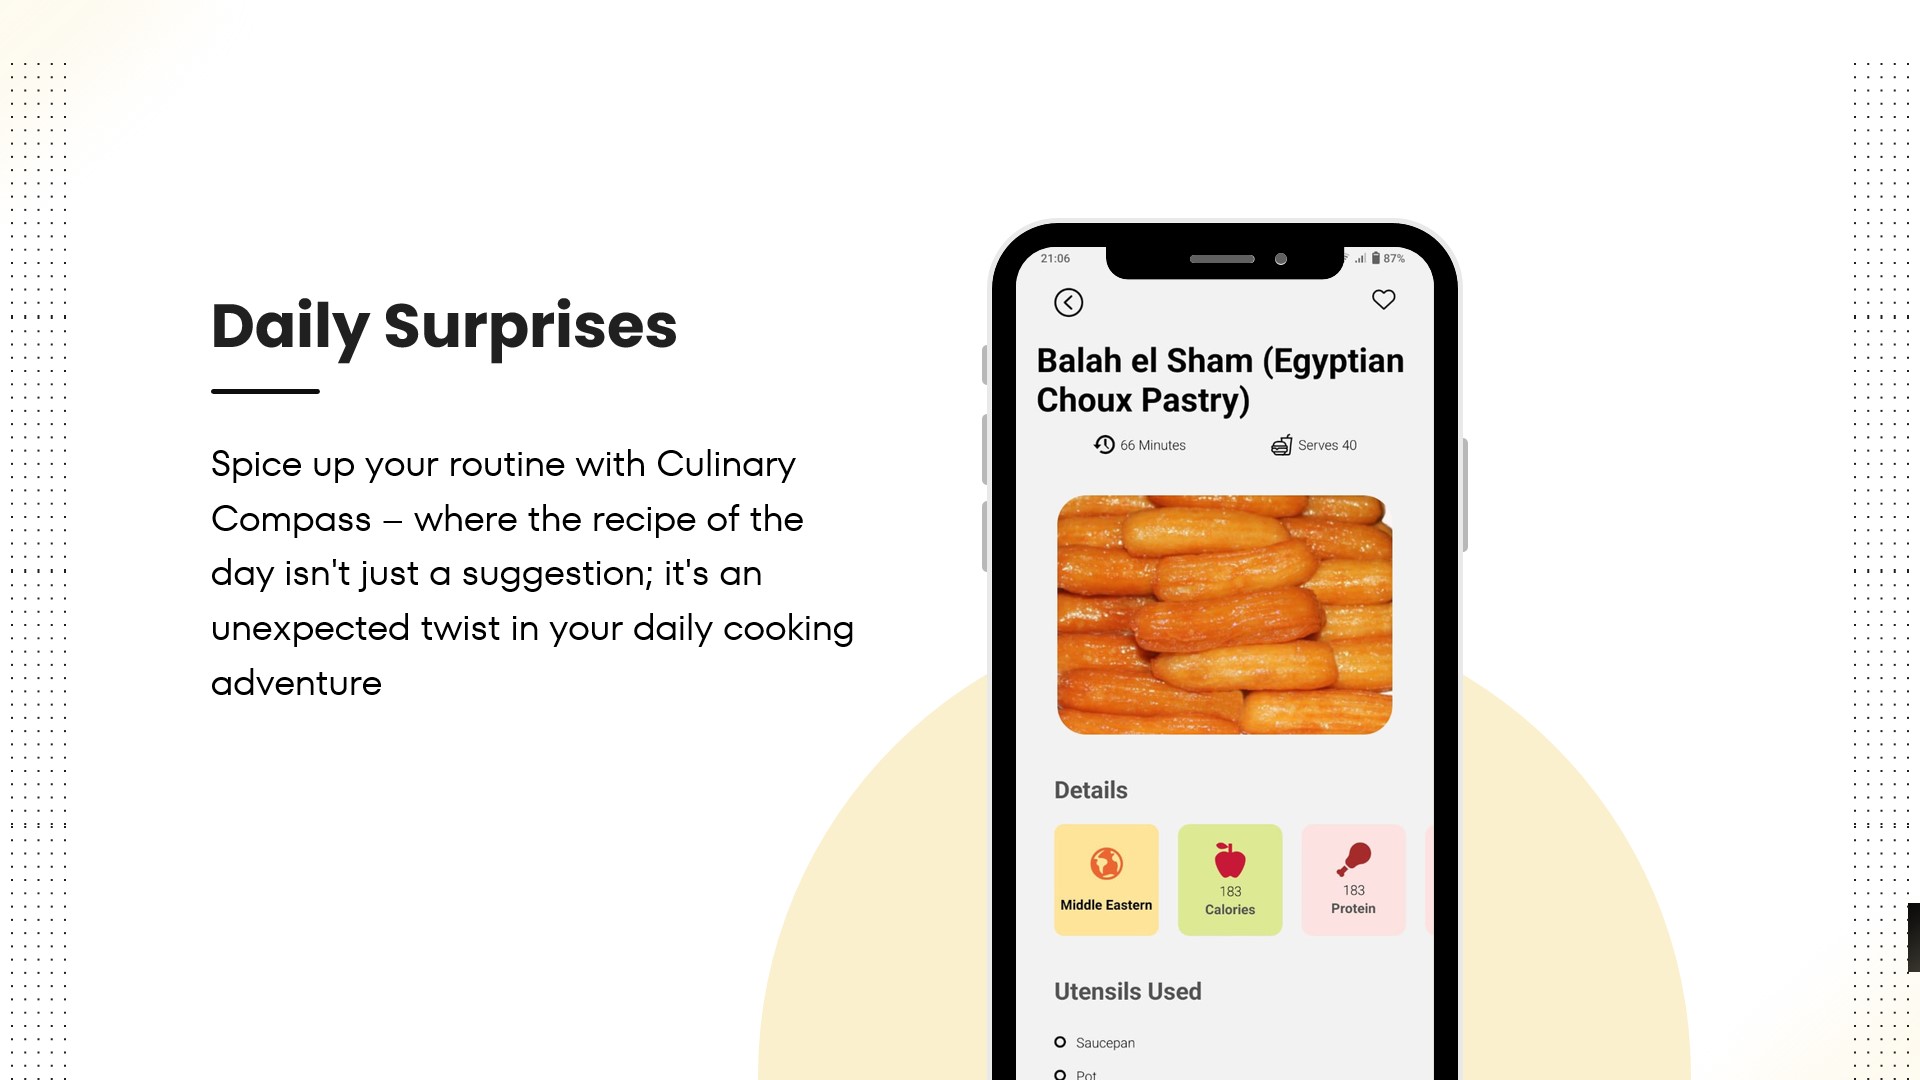 Daily Surprises
Spice up your routine with Culinary
Compass – where the recipe of the
day isn't just a suggestion; it's an
unexpected twist in your daily cooking
adventure
21:06
87%
Balah el Sham (Egyptian
Choux Pastry)
66 Minutes
Serves 40
Details
Middle Eastern
183
Calories
183
Protein
Utensils Used
Saucepan
Pot